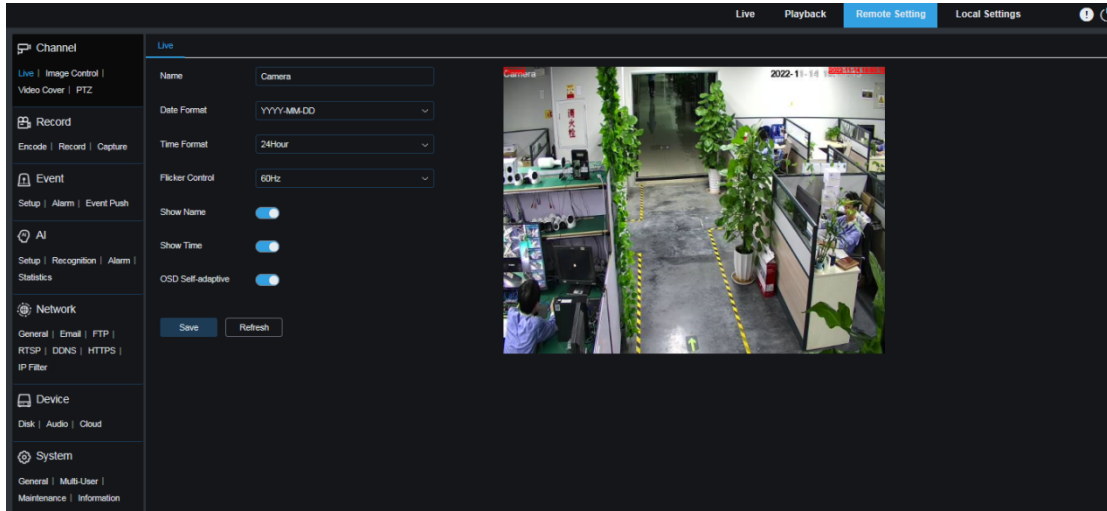 Live Playback Remote Setting Local Settings
Channel
Live | Image Control |
Video Cover | PTZ
Record
Encode | Record | Capture
Event
Setup | Alarm | Event Push
AI
Setup | Recognition | Alarm |
Statistics
Network
General | Email | FTP |
RTSP | DDNS | HTTPS |
IP Filter
Device
Disk | Audio | Cloud
System
General | Multi-User |
Maintenance | Information
Live
Name Camera
Date Format YYYY-MM-DD
Time Format 24Hour
Flicker Control 60Hz
Show Name
Show Time
OSD Self-adaptive
Save Refresh
Camera
消
火
栓